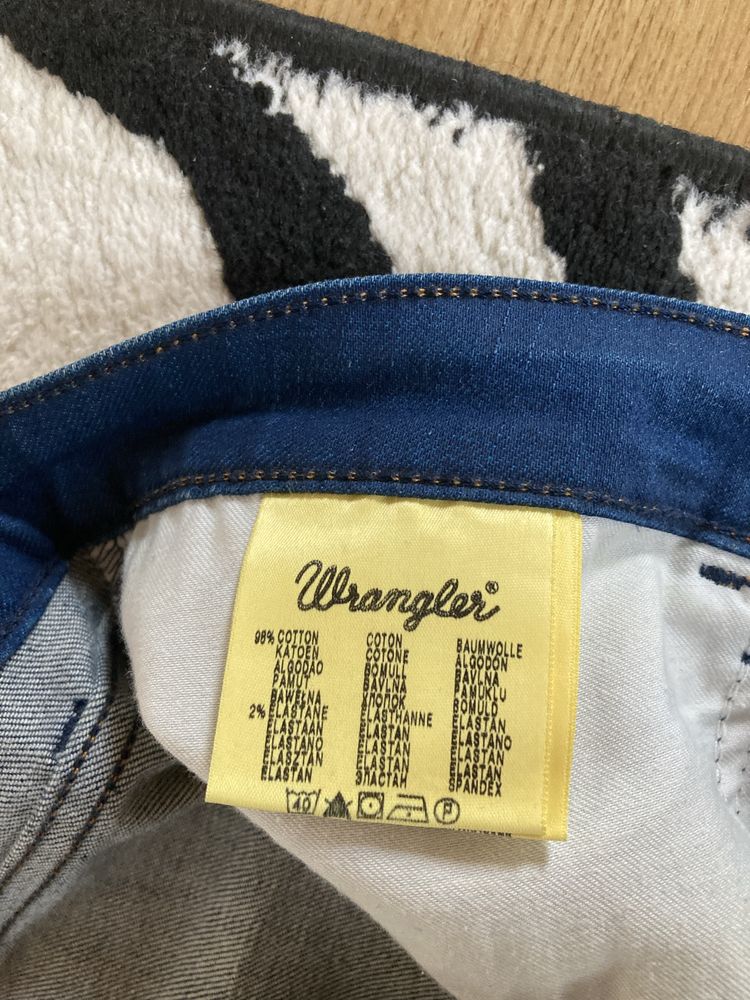 Wrangler®
98% COTTON COTON BAUMWOLLE
KATOEN COTONE ALGODÓN
ALGODAO BOMULL BAVLNA
PAMUT BAVLNA PAMUKLU
BAWEŁNA ХЛОПОК BOMULD
2% ELASTANE ELASTHANNE ELASTAN
ELASTAAN ELASTAN ELASTANO
ELASTANO ELASTAN ELASTAN
ELASZTAN ELASTAN ELASTAN
ELASTAN ЭЛАСТАН SPANDEX
40 P